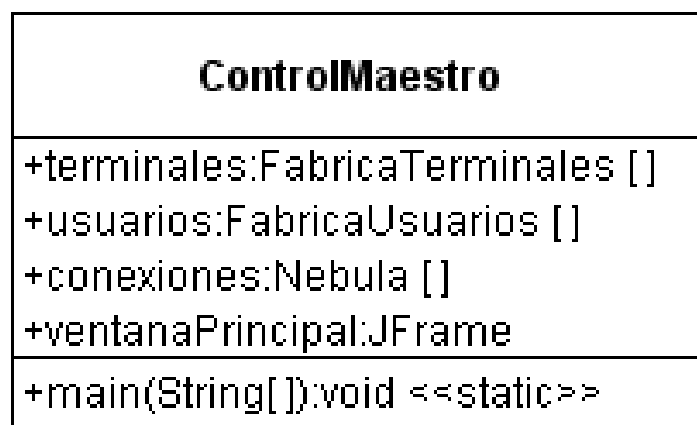 ControlMaestro
+terminales:FabricaTerminales []
+usuarios:FabricaUsuarios []
+conexiones:Nebula []
+ventanaPrincipal:JFrame
+main(String[]):void <<static>>